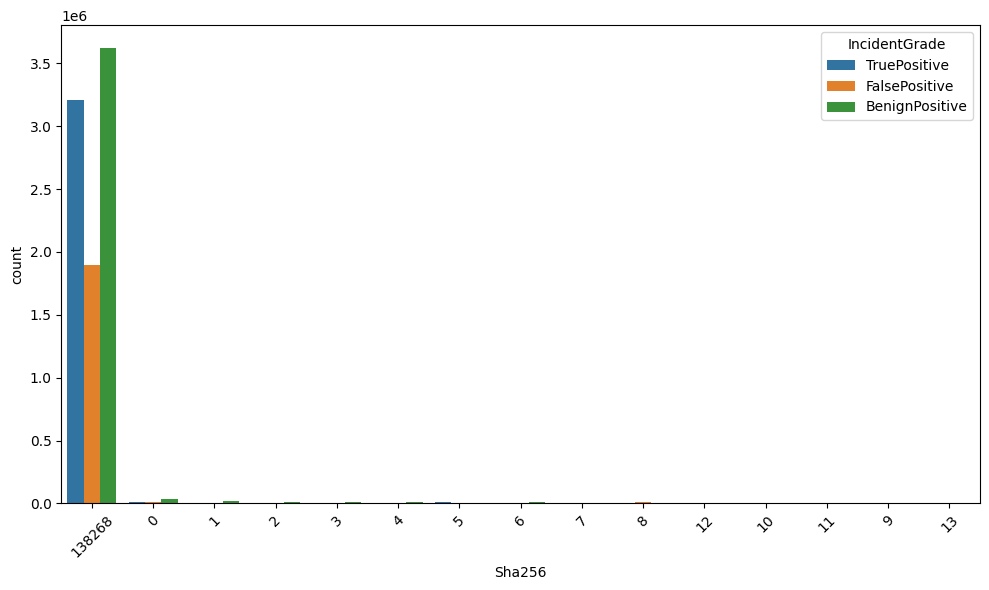 1e6
IncidentGrade
TruePositive
FalsePositive
BenignPositive
3.5
3.0
2.5
2.0
1.5
1.0
0.5
0.0
count
138268 0 1 2 3 4 5 6 7 8 12 10 11 9 13
Sha256